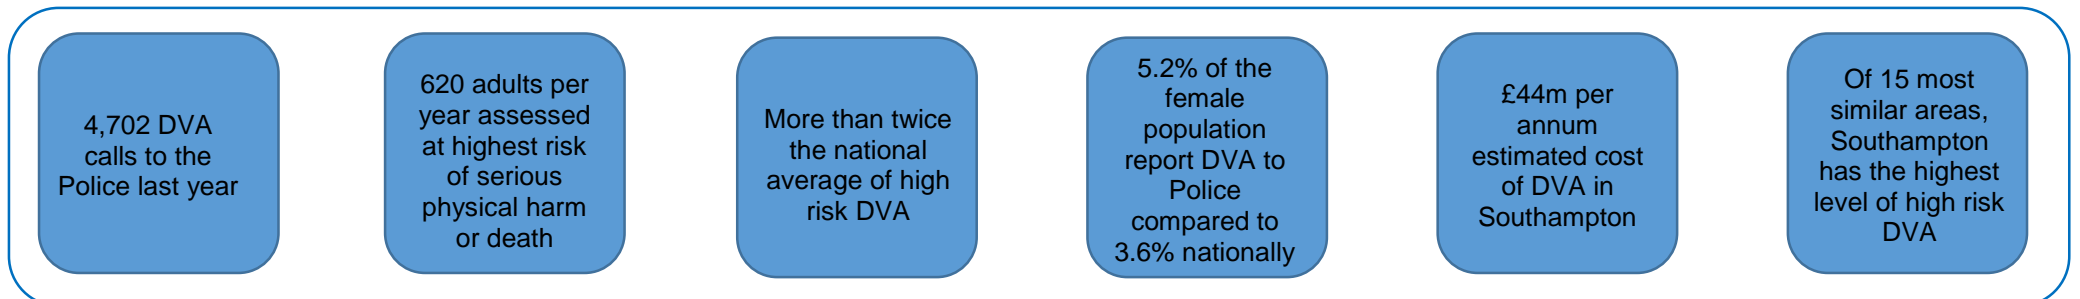 4,702 DVA
calls to the
Police last year
620 adults per
year assessed
at highest risk
of serious
physical harm
or death
More than twice
the national
average of high
risk DVA
5.2% of the
female
population
report DVA to
Police
compared to
3.6% nationally
£44m per
annum
estimated cost
of DVA in
Southampton
Of 15 most
similar areas,
Southampton
has the highest
level of high risk
DVA